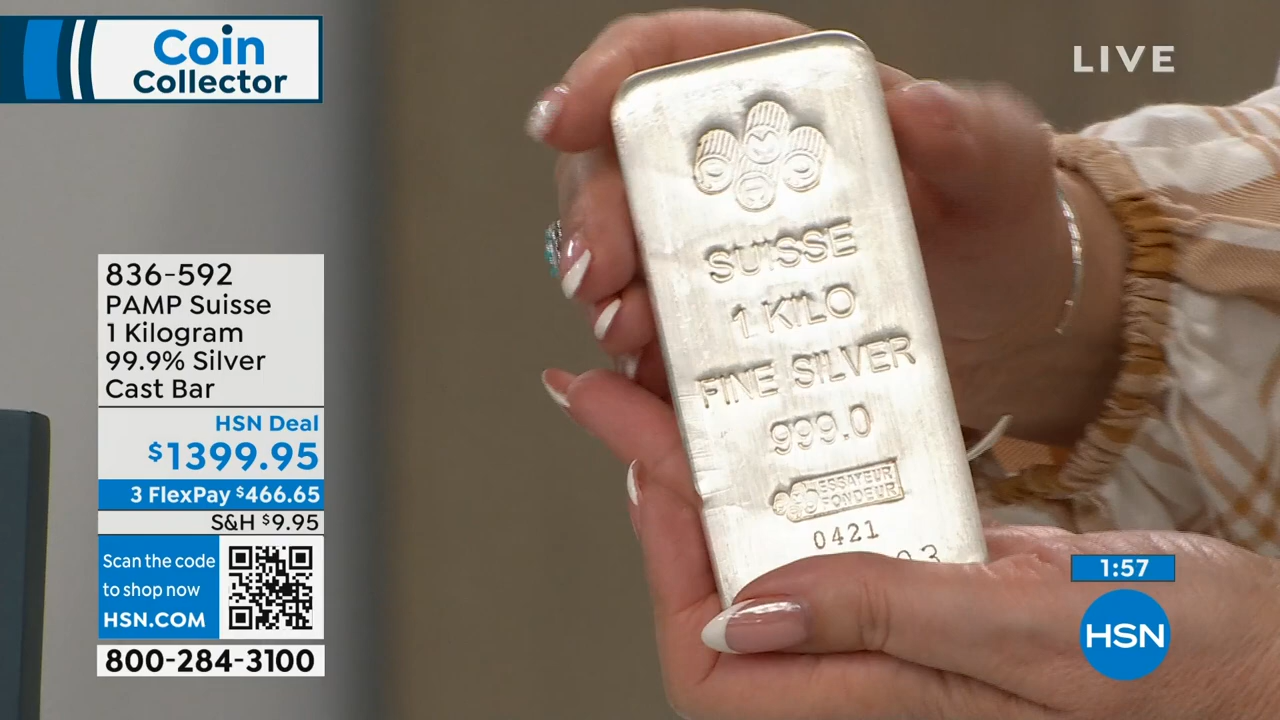 Coin
Collector
LIVE
836-592
PAMP Suisse
1 Kilogram
99.9% Silver
Cast Bar
HSN Deal
$1399.95
3 FlexPay $466.65
S&H $9.95
Scan the code
to shop now
HSN.COM
800-284-3100
SUISSE
1 KILO
FINE SILVER
999.0
ESSAYEUR
FONDEUR
0421
03
1:57
HSN